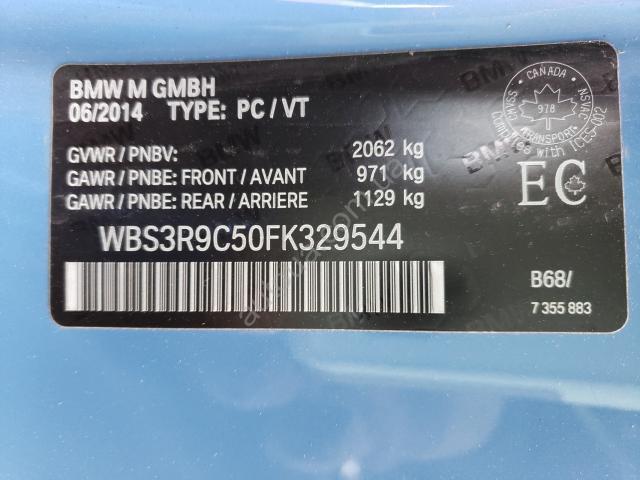 BMW M GMBH
06/2014 TYPE: PC / VT
GVWR / PNBV: 2062 kg
GAWR / PNBE: FRONT / AVANT 971 kg
GAWR / PNBE: REAR / ARRIERE 1129 kg
WBS3R9C50FK329544
CANADA
978
TRANSPORT
EC
B68/
7 355 883